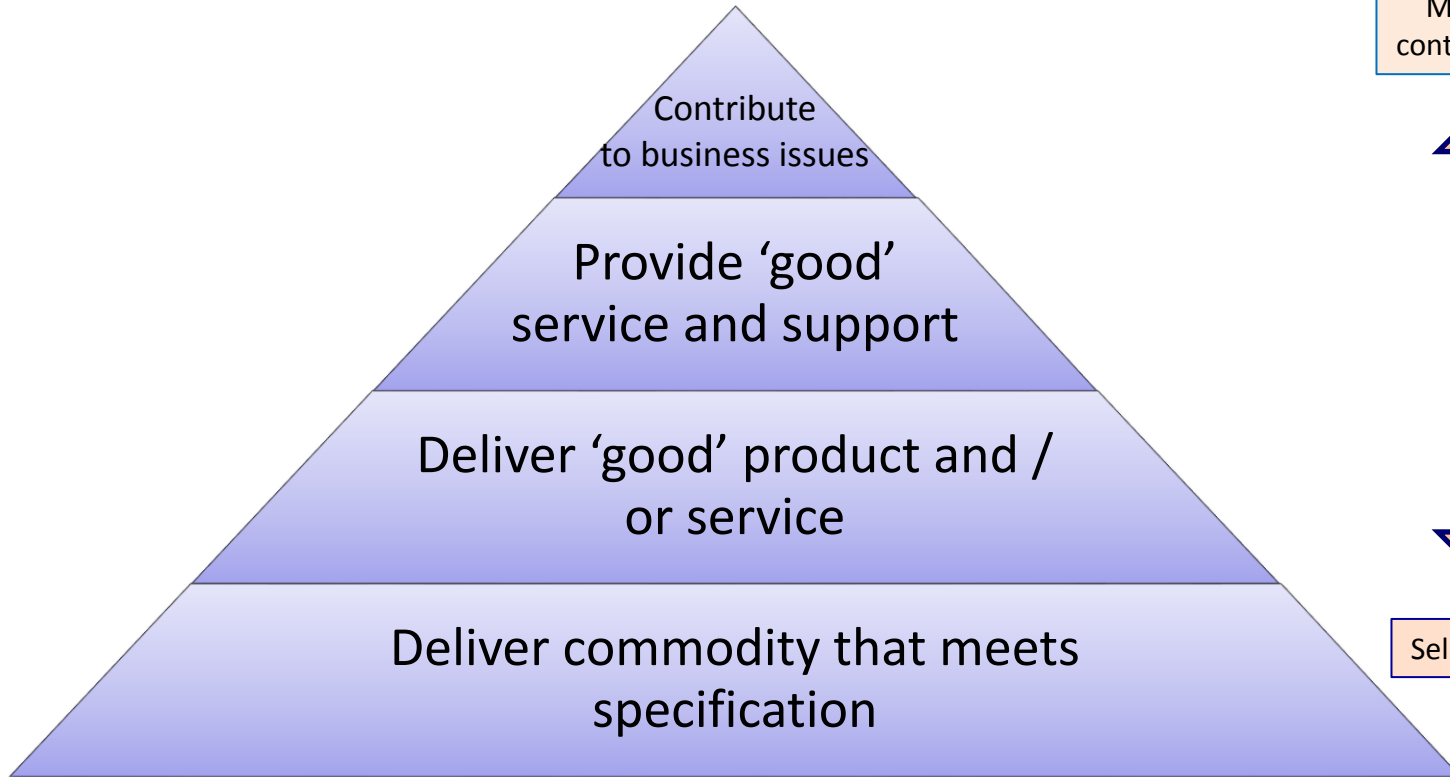 Contribute
to business issues
Provide ‘good’
service and support
Deliver ‘good’ product and /
or service
Deliver commodity that meets
specification